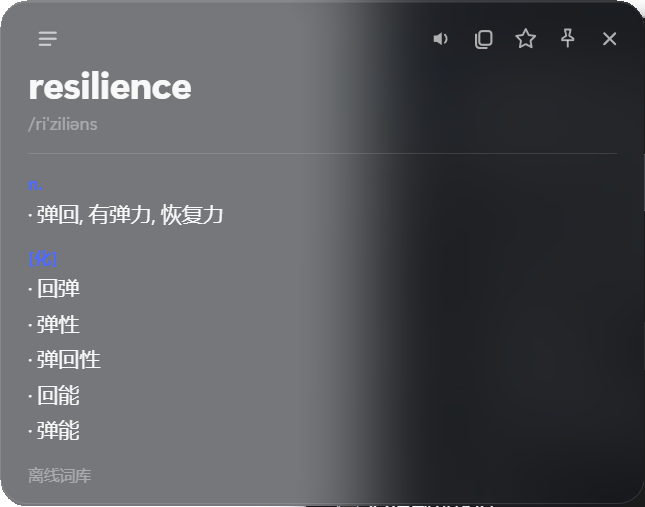 resilience
/ri'ziliəns
n.
· 弹回, 有弹力, 恢复力
[化]
· 回弹
· 弹性
· 弹回性
· 回能
· 弹能
离线词库